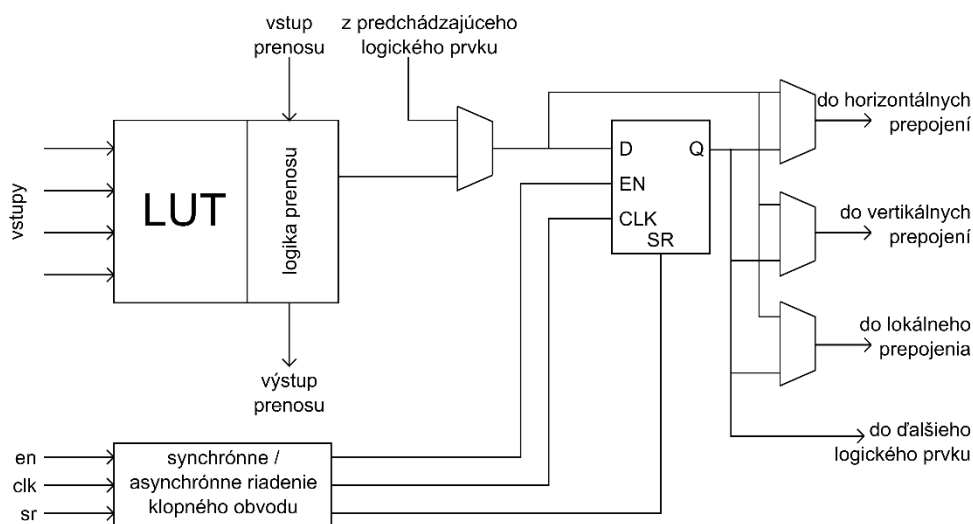 vstup
prenosu
z predchádzajúceho
logického prvku
vstupy
LUT
logika prenosu
D
Q
EN
CLK
SR
do horizontálnych
prepojení
do vertikálnych
prepojení
do lokálneho
prepojenia
do ďalšieho
logického prvku
výstup
prenosu
en
clk
sr
synchrónne /
asynchrónne riadenie
klopného obvodu